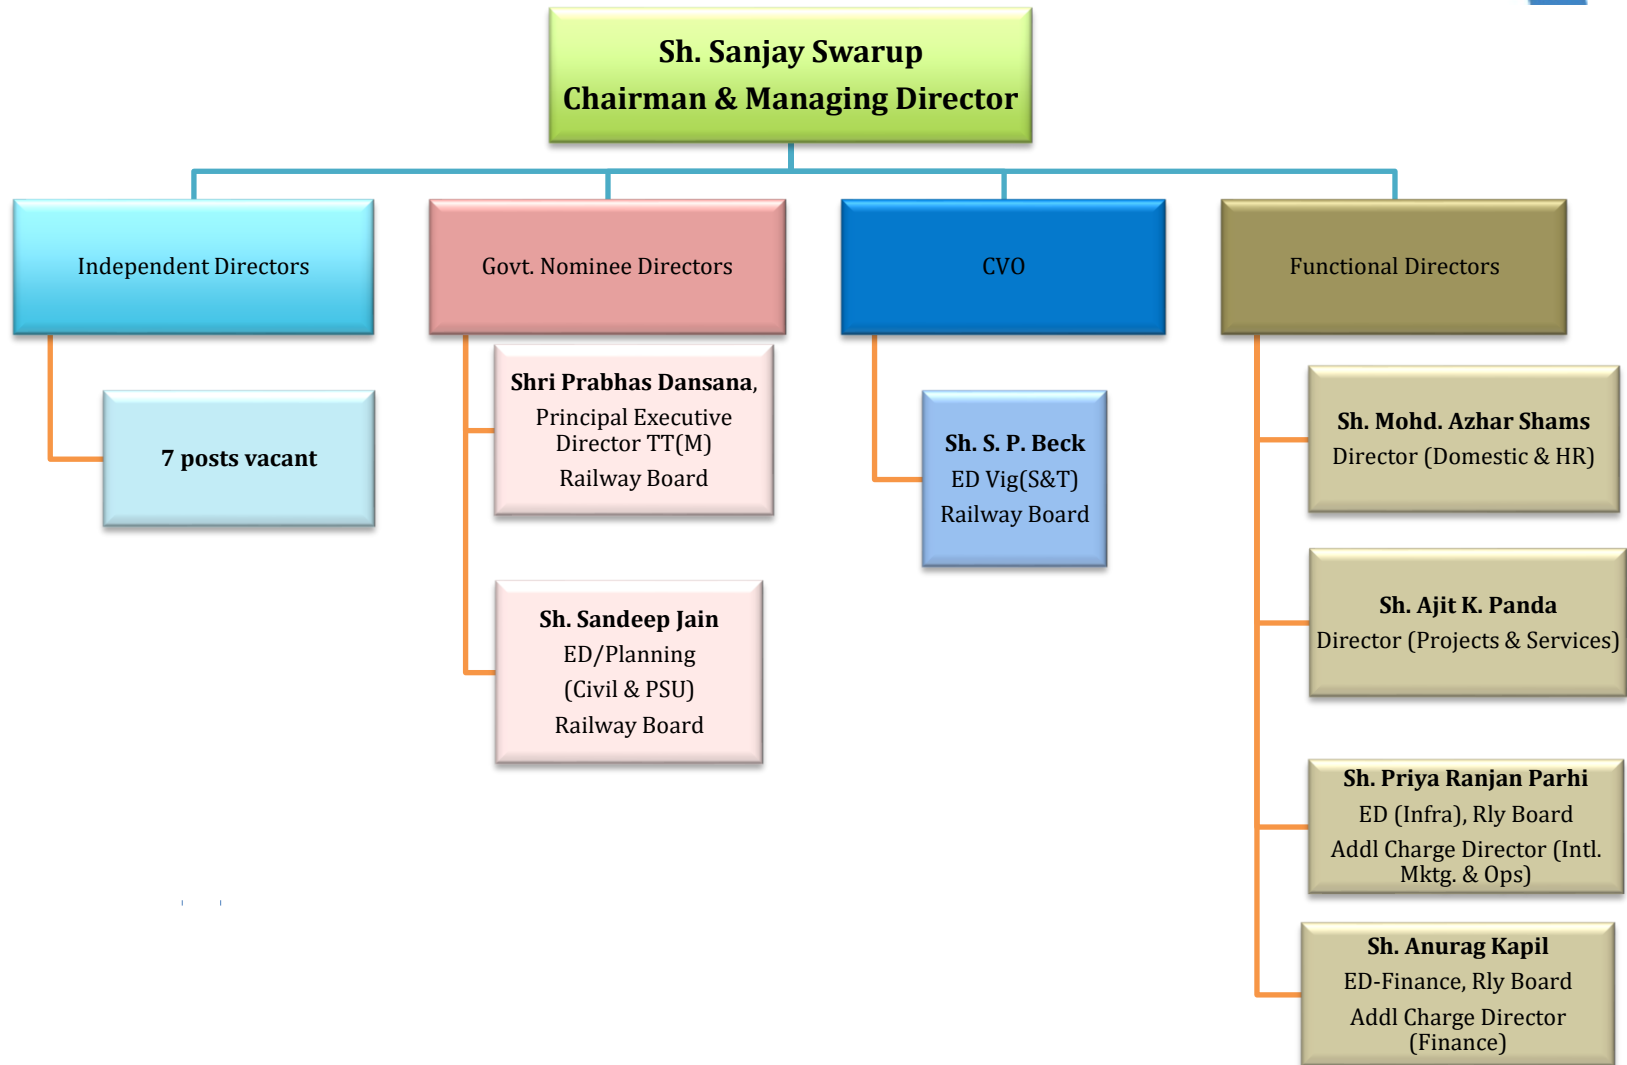 Sh. Sanjay Swarup
Chairman & Managing Director
Independent Directors
7 posts vacant
Govt. Nominee Directors
Shri Prabhas Dansana,
Principal Executive
Director TT(M)
Railway Board
Sh. Sandeep Jain
ED/Planning
(Civil & PSU)
Railway Board
CVO
Sh. S. P. Beck
ED Vig(S&T)
Railway Board
Functional Directors
Sh. Mohd. Azhar Shams
Director (Domestic & HR)
Sh. Ajit K. Panda
Director (Projects & Services)
Sh. Priya Ranjan Parhi
ED (Infra), Rly Board
Addl Charge Director (Intl.
Mktg. & Ops)
Sh. Anurag Kapil
ED-Finance, Rly Board
Addl Charge Director
(Finance)